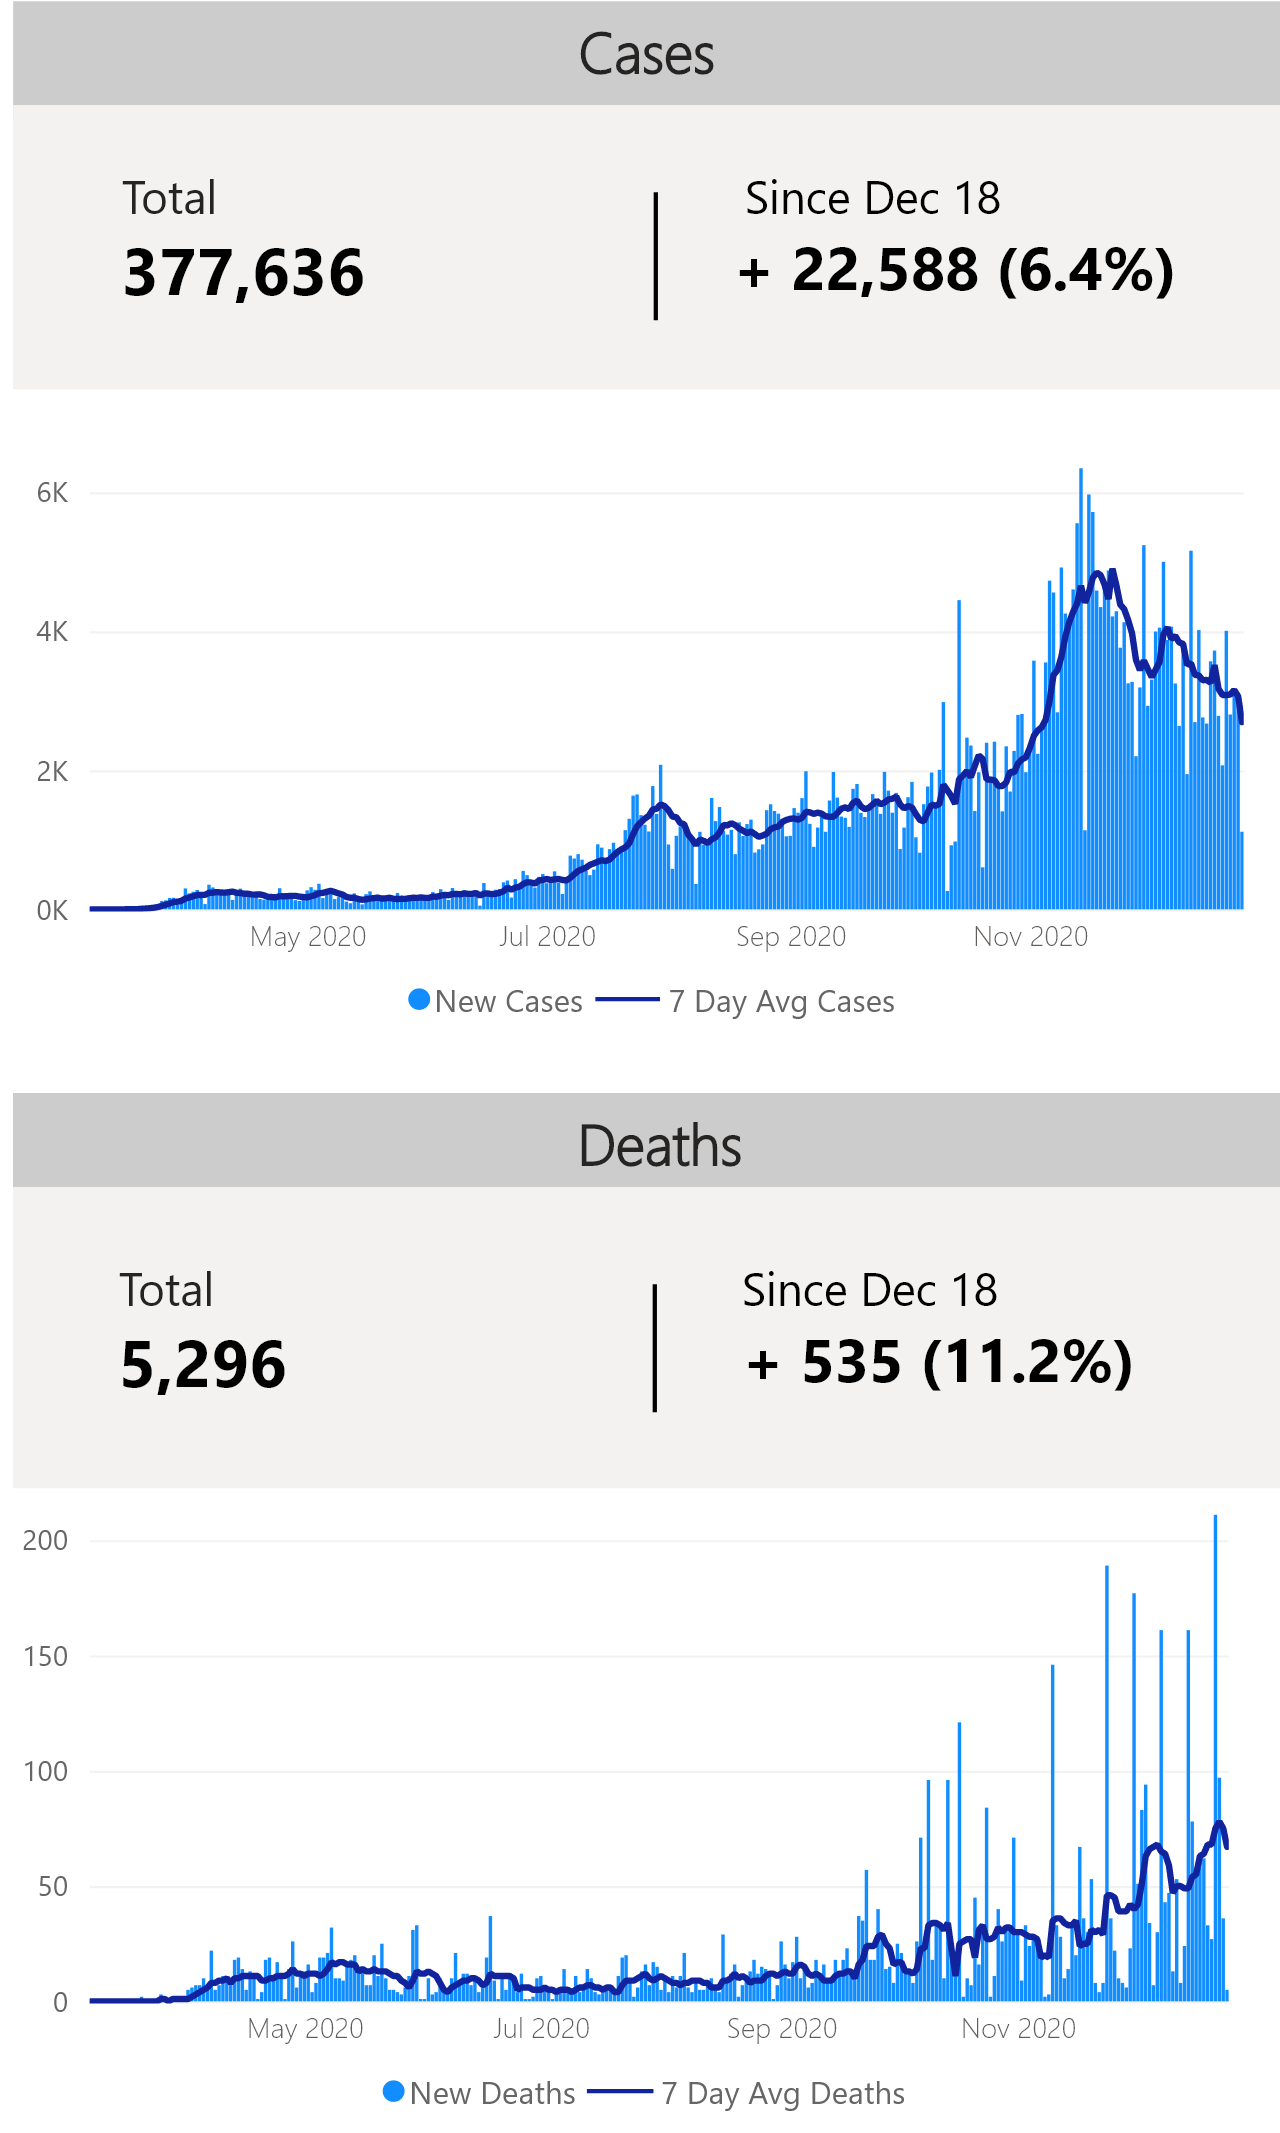 Cases
Total
Since Dec 18
377,636
+ 22,588 (6.4%)
6K
4K
2K
0K
May 2020
Jul 2020
Sep 2020
Nov 2020
New Cases
7 Day Avg Cases
Deaths
Total
Since Dec 18
5,296
+ 535 (11.2%)
200
150
100
50
0
May 2020
Jul 2020
Sep 2020
Nov 2020
New Deaths
7 Day Avg Deaths